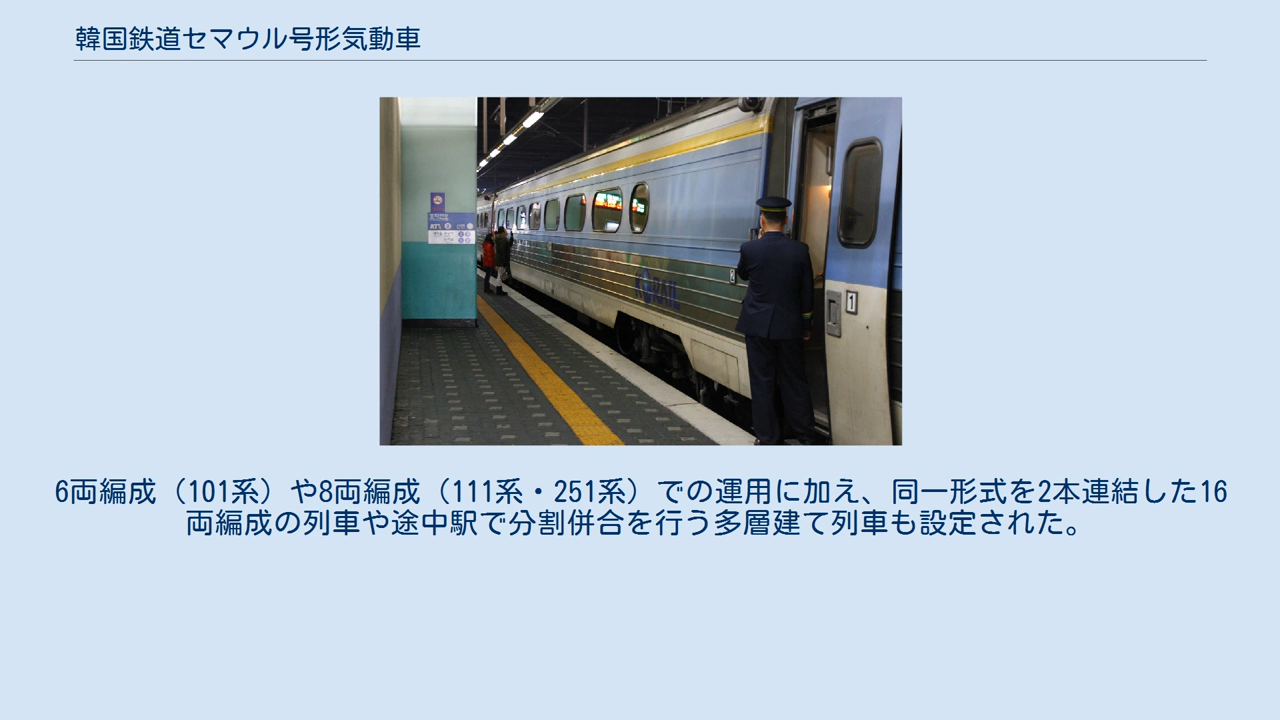 韓国鉄道セマウル号形気動車
KORAIL
2
1
6両編成（101系）や8両編成（111系・251系）での運用に加え、同一形式を2本連結した16
両編成の列車や途中駅で分割併合を行う多層建て列車も設定された。